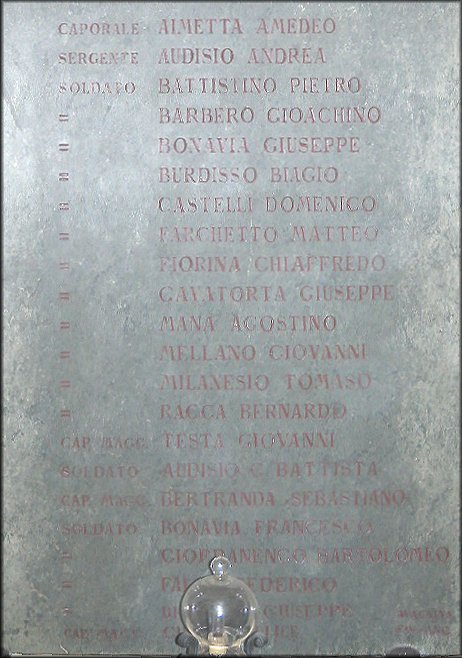 CAPORALE AIMETTA AMEDEO
SERGENTE AUDISIO ANDREA
SOLDATO BATTISTINO PIETRO
" BARBERO GIOACHINO
" BONAVIA GIUSEPPE
" BURDISSO BIAGIO
" CASTELLI DOMENICO
" FARCHETTO MATTEO
" FIORINA CHIAFFREDO
" GAVATORTA GIUSEPPE
" MANA AGOSTINO
" MELLANO GIOVANNI
" MILANESIO TOMASO
" RACCA BERNARDO
CAP. MAGG. TESTA GIOVANNI
SOLDATO AUDISIO G. BATTISTA
CAP. MAGG. BERTRANDA SEBASTIANO
SOLDATO BONAVIA FRANCESCO
" GIOFRANENGO BARTOLOMEO
"
" GIUSEPPE
CAP. MAGG.